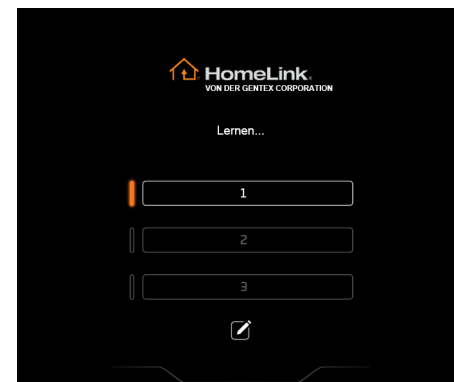 HomeLink
VON DER GENTEX CORPORATION
Lernen...
1
2
3